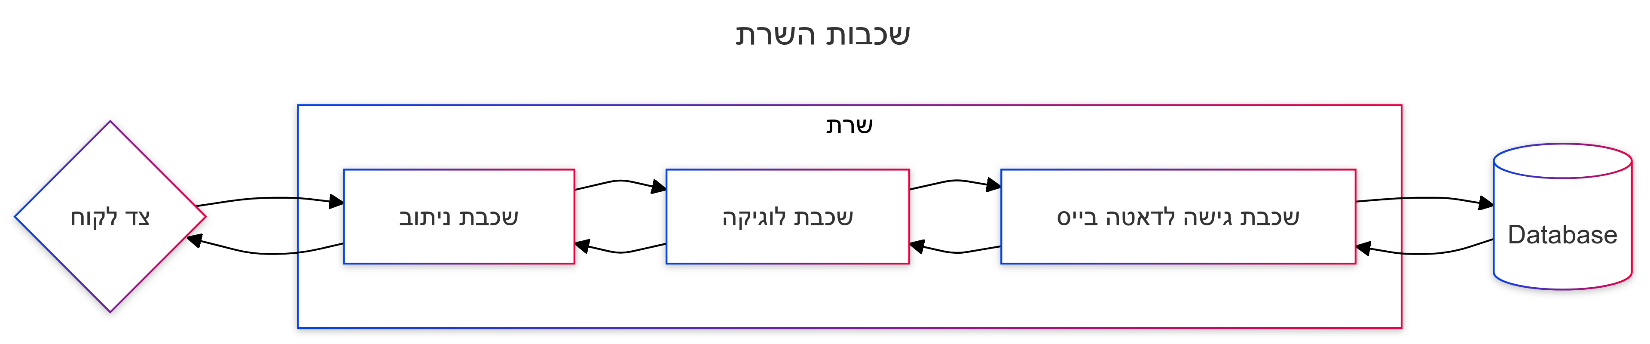 שכבות השרת
שרת
צד לקוח
שכבת ניתוב
שכבת לוגיקה
שכבת גישה לדאטה בייס
Database